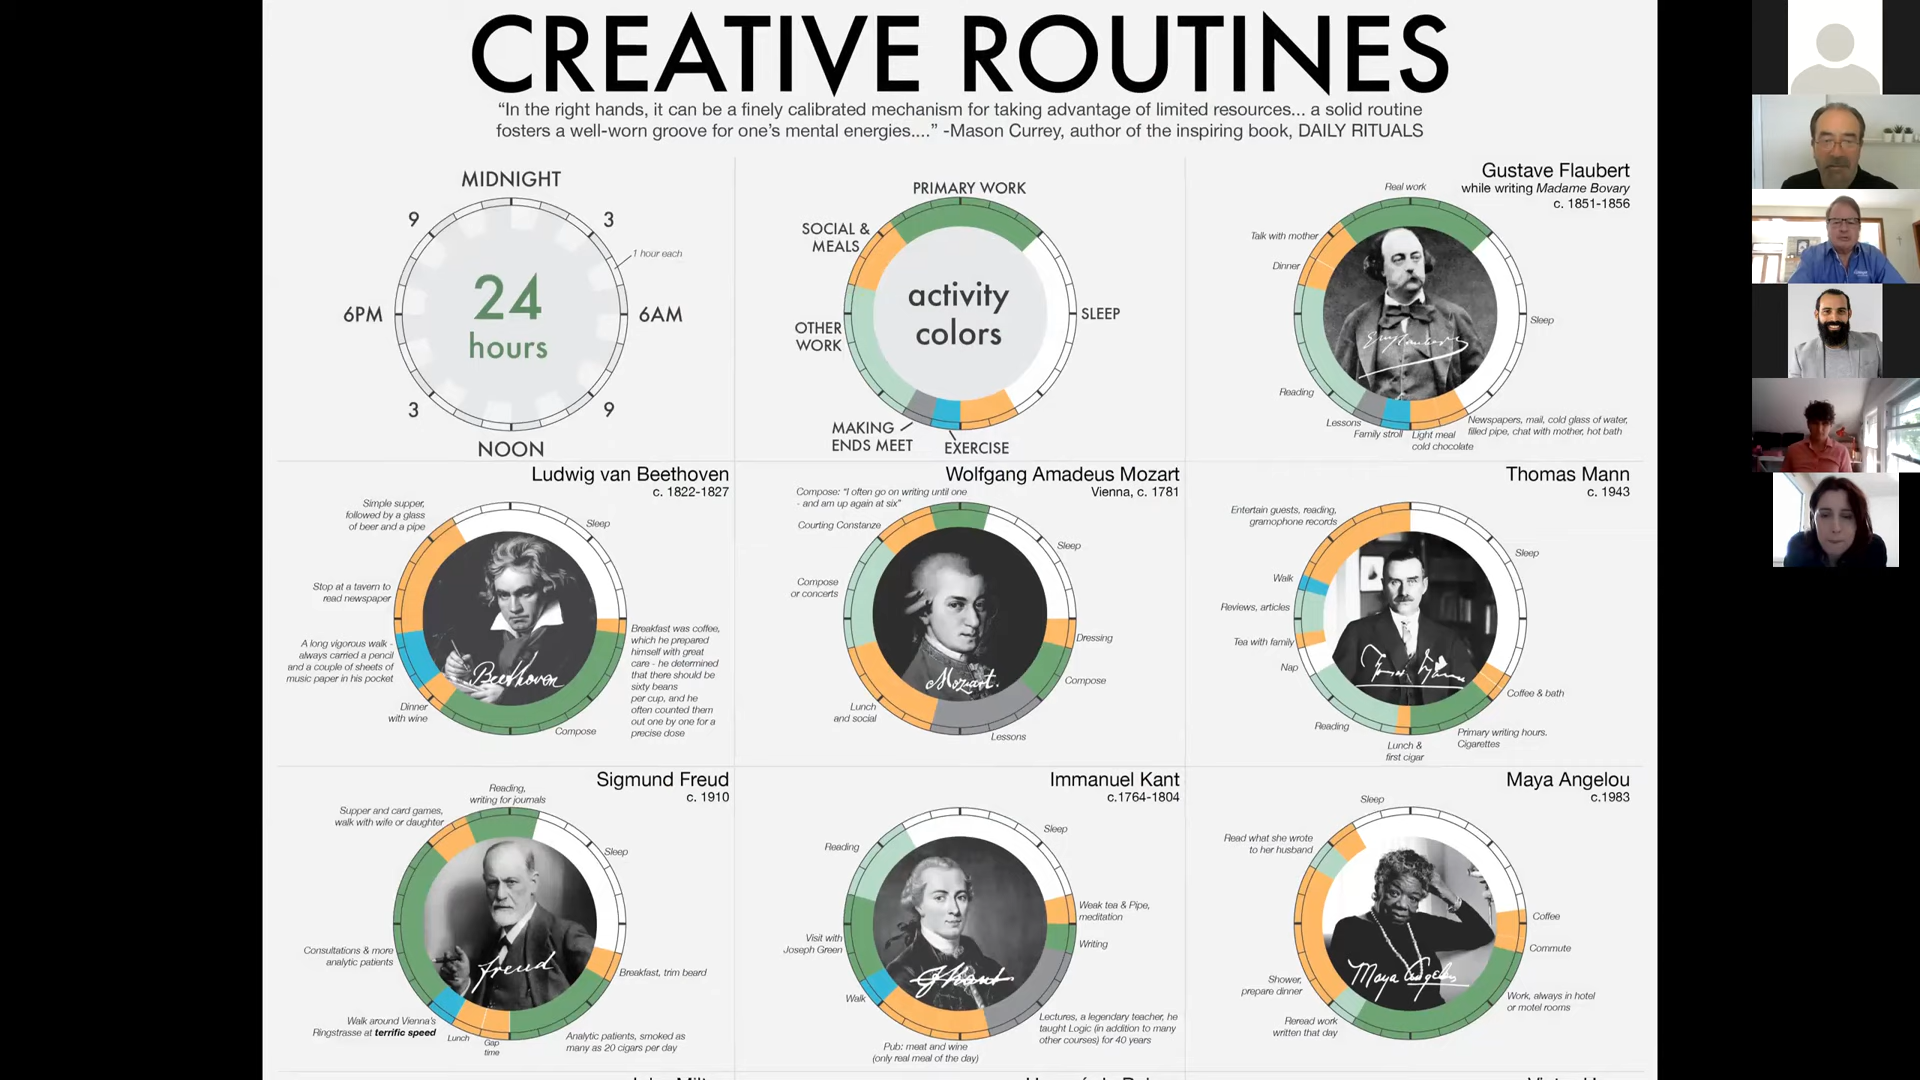 CREATIVE ROUTINES
“In the right hands, it can be a finely calibrated mechanism for taking advantage of limited resources... a solid routine
fosters a well-worn groove for one’s mental energies....” -Mason Currey, author of the inspiring book, DAILY RITUALS
MIDNIGHT
9
3
1 hour each
24
hours
6PM
6AM
3
9
NOON
PRIMARY WORK
SOCIAL &
MEALS
activity
colors
SLEEP
OTHER
WORK
MAKING
ENDS MEET
EXERCISE
Gustave Flaubert
while writing Madame Bovary
c. 1851-1856
Real work
Talk with mother
Dinner
Sleep
Reading
Lessons
Family stroll
Light meal
cold chocolate
Newspapers, mail, cold glass of water,
filled pipe, chat with mother, hot bath
Ludwig van Beethoven
c. 1822-1827
Simple supper,
followed by a glass
of beer and a pipe
Sleep
Stop at a tavern to
read newspaper
A long vigorous walk -
always carried a pencil
and a couple of sheets of
music paper in his pocket
Dinner
with wine
Compose
Breakfast was coffee,
which he prepared
himself with great
care - he determined
that there should be
sixty beans
per cup, and he
often counted them
out one by one for a
precise dose
Beethoven
Wolfgang Amadeus Mozart
Vienna, c. 1781
Compose: “I often go on writing until one
- and am up again at six”
Courting Constanze
Sleep
Compose
or concerts
Dressing
Compose
Lunch
and social
Lessons
Mozart.
Thomas Mann
c. 1943
Entertain guests, reading,
gramophone records
Sleep
Walk
Reviews, articles
Tea with family
Nap
Coffee & bath
Reading
Lunch &
first cigar
Primary writing hours.
Cigarettes
Sigmund Freud
c. 1910
Reading,
writing for journals
Supper and card games,
walk with wife or daughter
Sleep
Consultations & more
analytic patients
Breakfast, trim beard
Walk around Vienna’s
Ringstrasse at terrific speed
Lunch
Gap
time
Analytic patients, smoked as
many as 20 cigars per day
freud
Immanuel Kant
c.1764-1804
Sleep
Reading
Weak tea & Pipe,
meditation
Writing
Visit with
Joseph Green
Walk
Lectures, a legendary teacher, he
taught Logic (in addition to many
other courses) for 40 years
Pub: meat and wine
(only real meal of the day)
Kant
Maya Angelou
c.1983
Sleep
Read what she wrote
to her husband
Coffee
Commute
Shower,
prepare dinner
Work, always in hotel
or motel rooms
Reread work
written that day
Maya Angelou